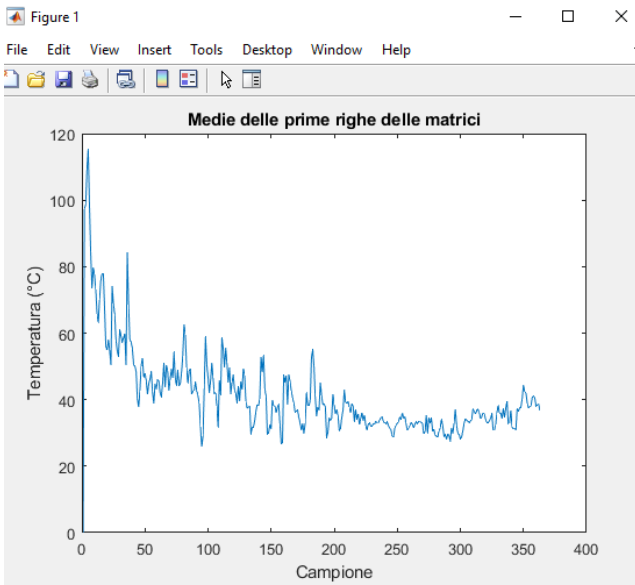 Figure 1
File Edit View Insert Tools Desktop Window Help
Medie delle prime righe delle matrici
120
100
80
60
40
20
0
Temperatura (°C)
0 50 100 150 200 250 300 350 400
Campione